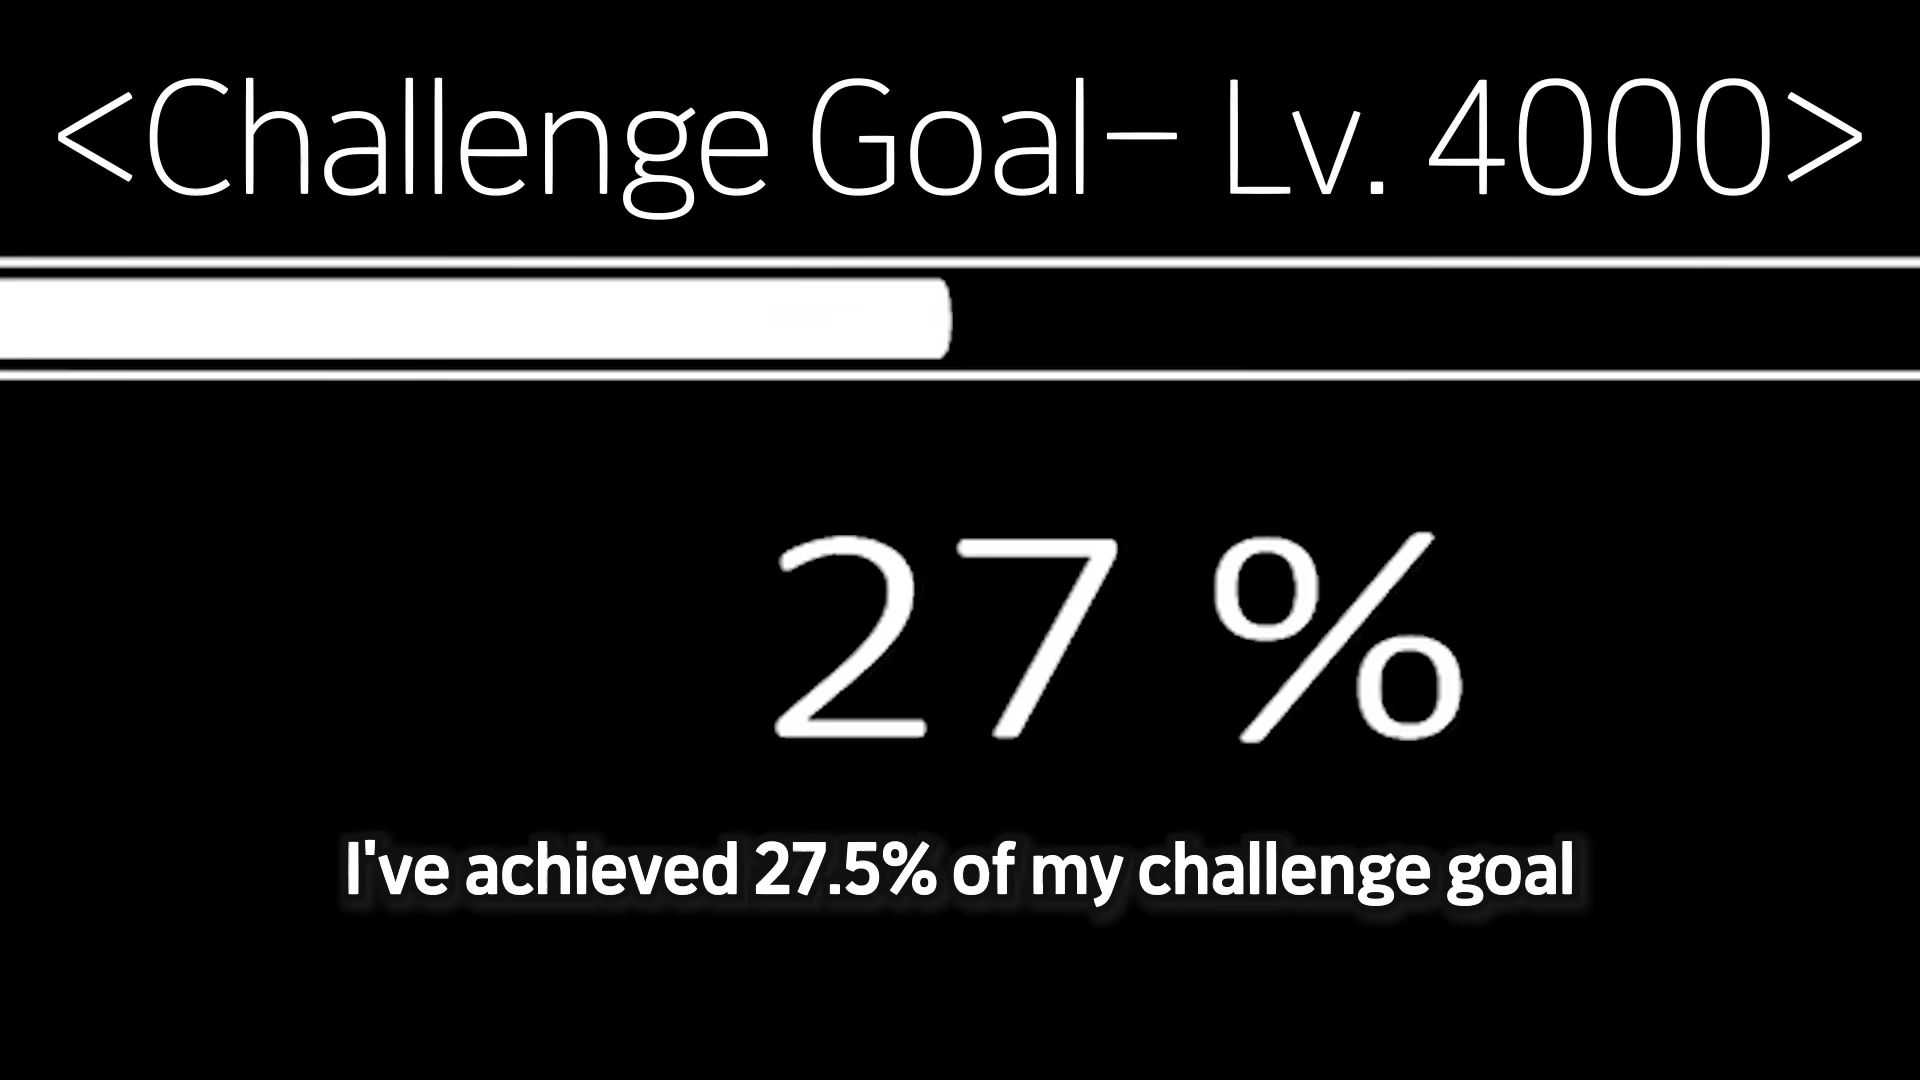 <Challenge Goal– Lv. 4000>
27 %
I've achieved 27.5% of my challenge goal